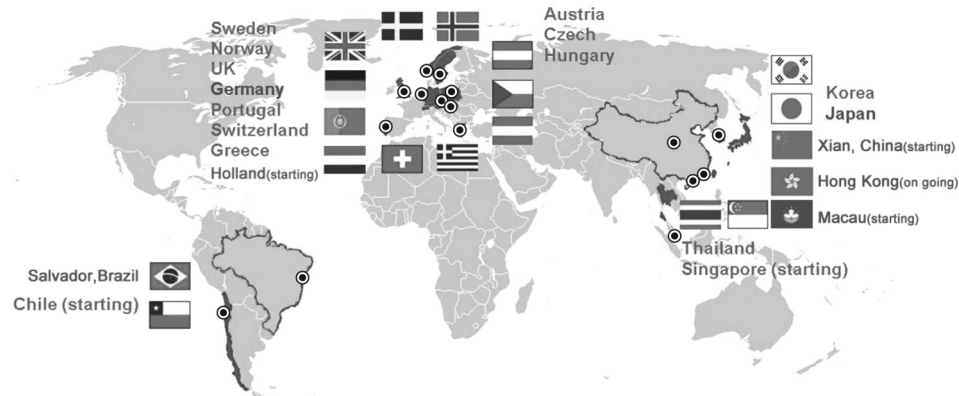 Sweden
Norway
UK
Germany
Portugal
Switzerland
Greece
Holland(starting)
Austria
Czech
Hungary
Korea
Japan
Xian, China(starting)
Hong Kong(on going)
Macau(starting)
Thailand
Singapore (starting)
Salvador,Brazil
Chile (starting)